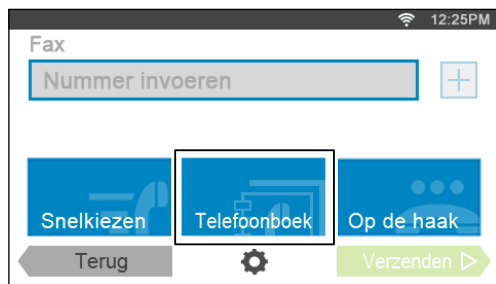 12:25PM
Fax
Nummer invoeren
Snelkiezen Telefoonboek Op de haak
Terug Verzenden